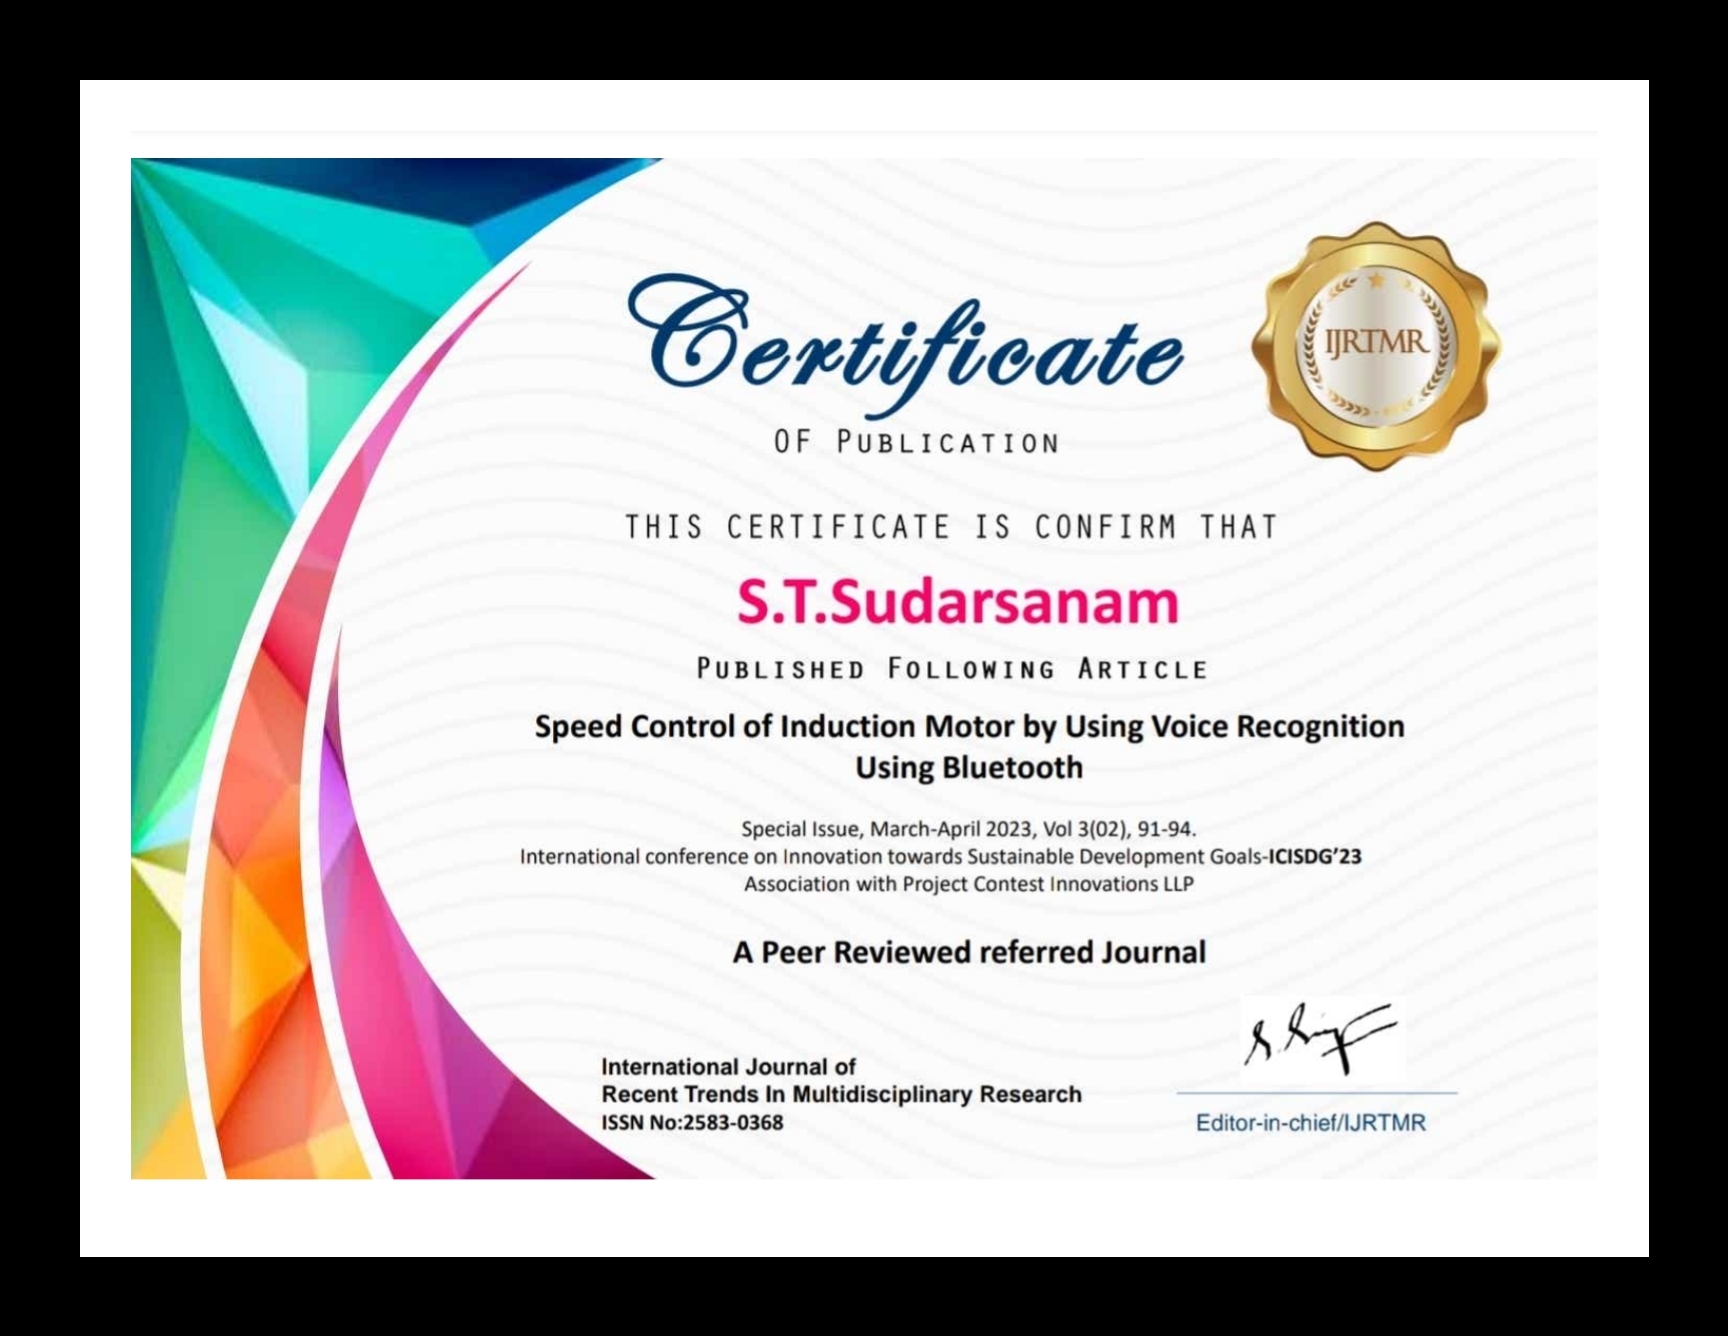 Certificate
OF PUBLICATION
IJRTMR
THIS CERTIFICATE IS CONFIRM THAT
S.T.Sudarsanam
PUBLISHED FOLLOWING ARTICLE
Speed Control of Induction Motor by Using Voice Recognition
Using Bluetooth
Special Issue, March-April 2023, Vol 3(02), 91-94.
International conference on Innovation towards Sustainable Development Goals-ICISDG’23
Association with Project Contest Innovations LLP
A Peer Reviewed referred Journal
International Journal of
Recent Trends In Multidisciplinary Research
ISSN No:2583-0368
Editor-in-chief/IJRTMR